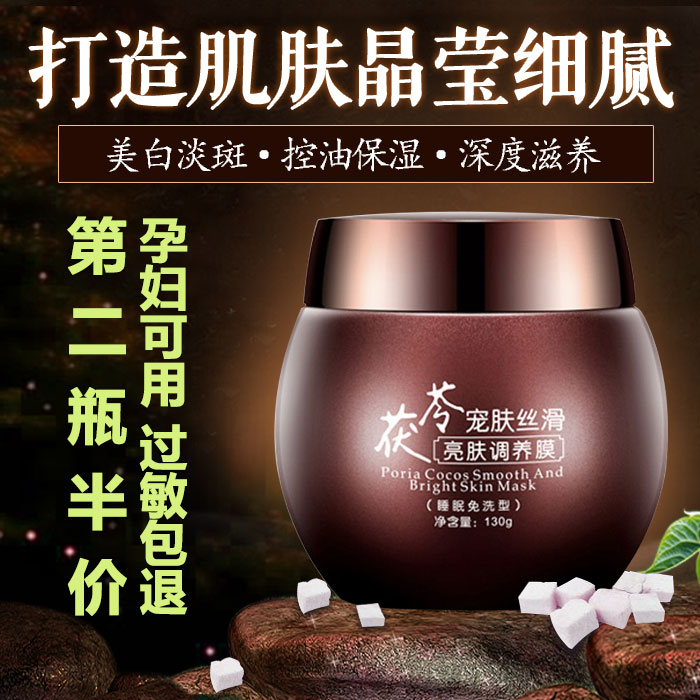 打造肌肤晶莹细腻
美白淡斑·控油保湿·深度滋养
孕妇可用 过敏包退
第二瓶半价
茯苓
宠肤丝滑
亮肤调养膜
Poria Cocos Smooth And
Bright Skin Mask
(睡眠免洗型)
净含量：130g